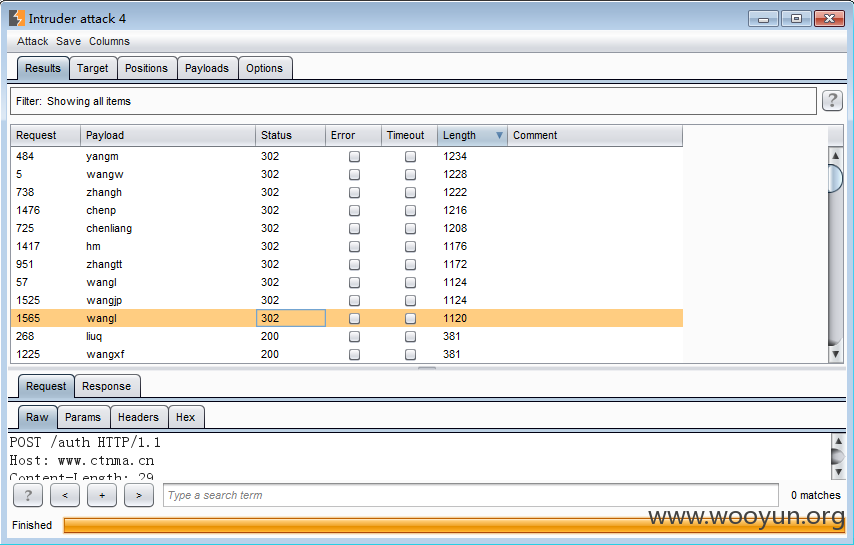 Intruder attack 4
Attack Save Columns
Results Target Positions Payloads Options
Filter: Showing all items ?
Request Payload Status Error Timeout Length Comment
484 yangm 302 1234
5 wangw 302 1228
738 zhangh 302 1222
1476 chenp 302 1216
725 chenliang 302 1208
1417 hm 302 1176
951 zhangtt 302 1172
57 wangl 302 1124
1525 wangjp 302 1124
1565 wangl 302 1120
268 liuq 200 381
1225 wangxf 200 381
Request Response
Raw Params Headers Hex
POST /auth HTTP/1.1
Host: www.ctnma.cn
Content-Length: 29
? < + > Type a search term 0 matches
www.wooyun.org
Finished